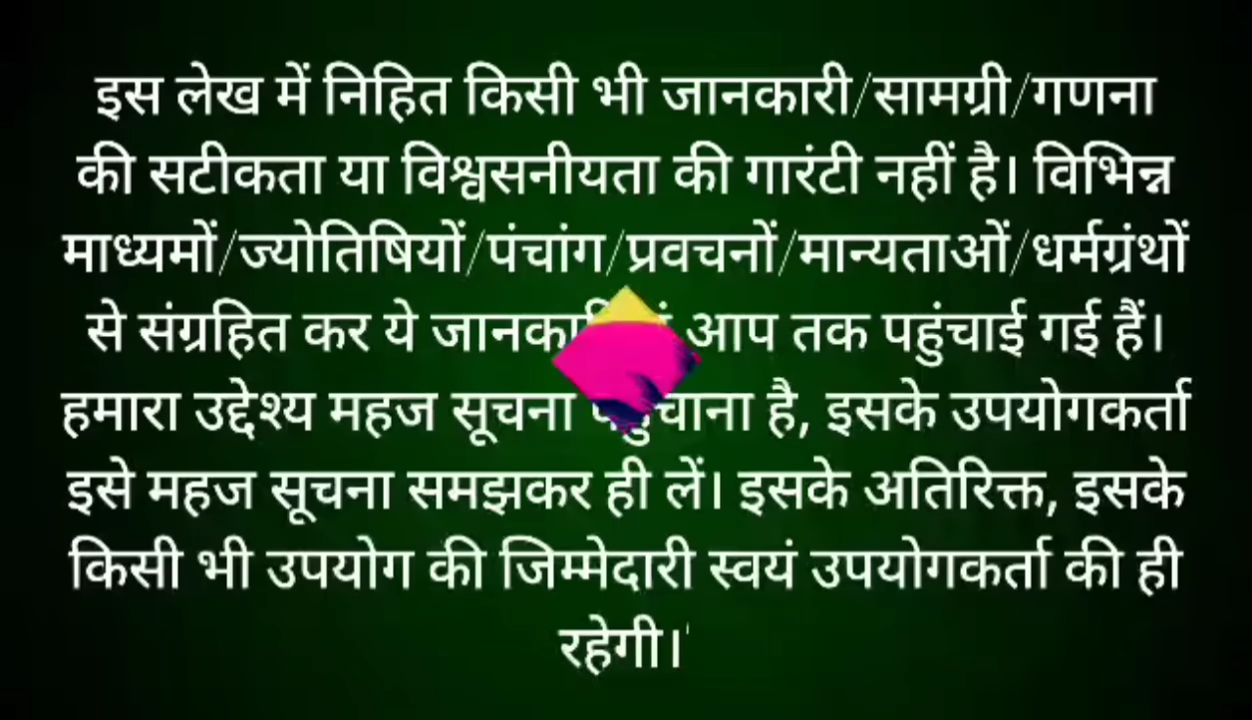 इस लेख में निहित किसी भी जानकारी/सामग्री/गणना
की सटीकता या विश्वसनीयता की गारंटी नहीं है। विभिन्न
माध्यमों/ज्योतिषियों/पंचांग/प्रवचनों/मान्यताओं/धर्मग्रंथों
से संग्रहित कर ये आप तक पहुंचाई गई हैं।
हमारा उद्देश्य महज सूचना है, इसके उपयोगकर्ता
इसे महज सूचना समझकर ही लें। इसके अतिरिक्त, इसके
किसी भी उपयोग की जिम्मेदारी स्वयं उपयोगकर्ता की ही
रहेगी।'